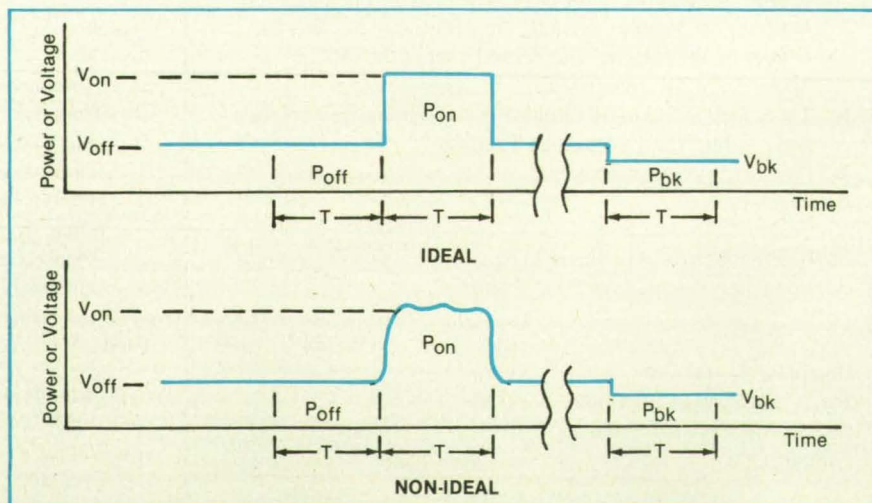 Power or Voltage
Von
Pon
Voff
Poff
Pbk
Vbk
Time
T
T
T
IDEAL
Power or Voltage
Von
Pon
Voff
Poff
Pbk
Vbk
Time
T
T
T
NON-IDEAL